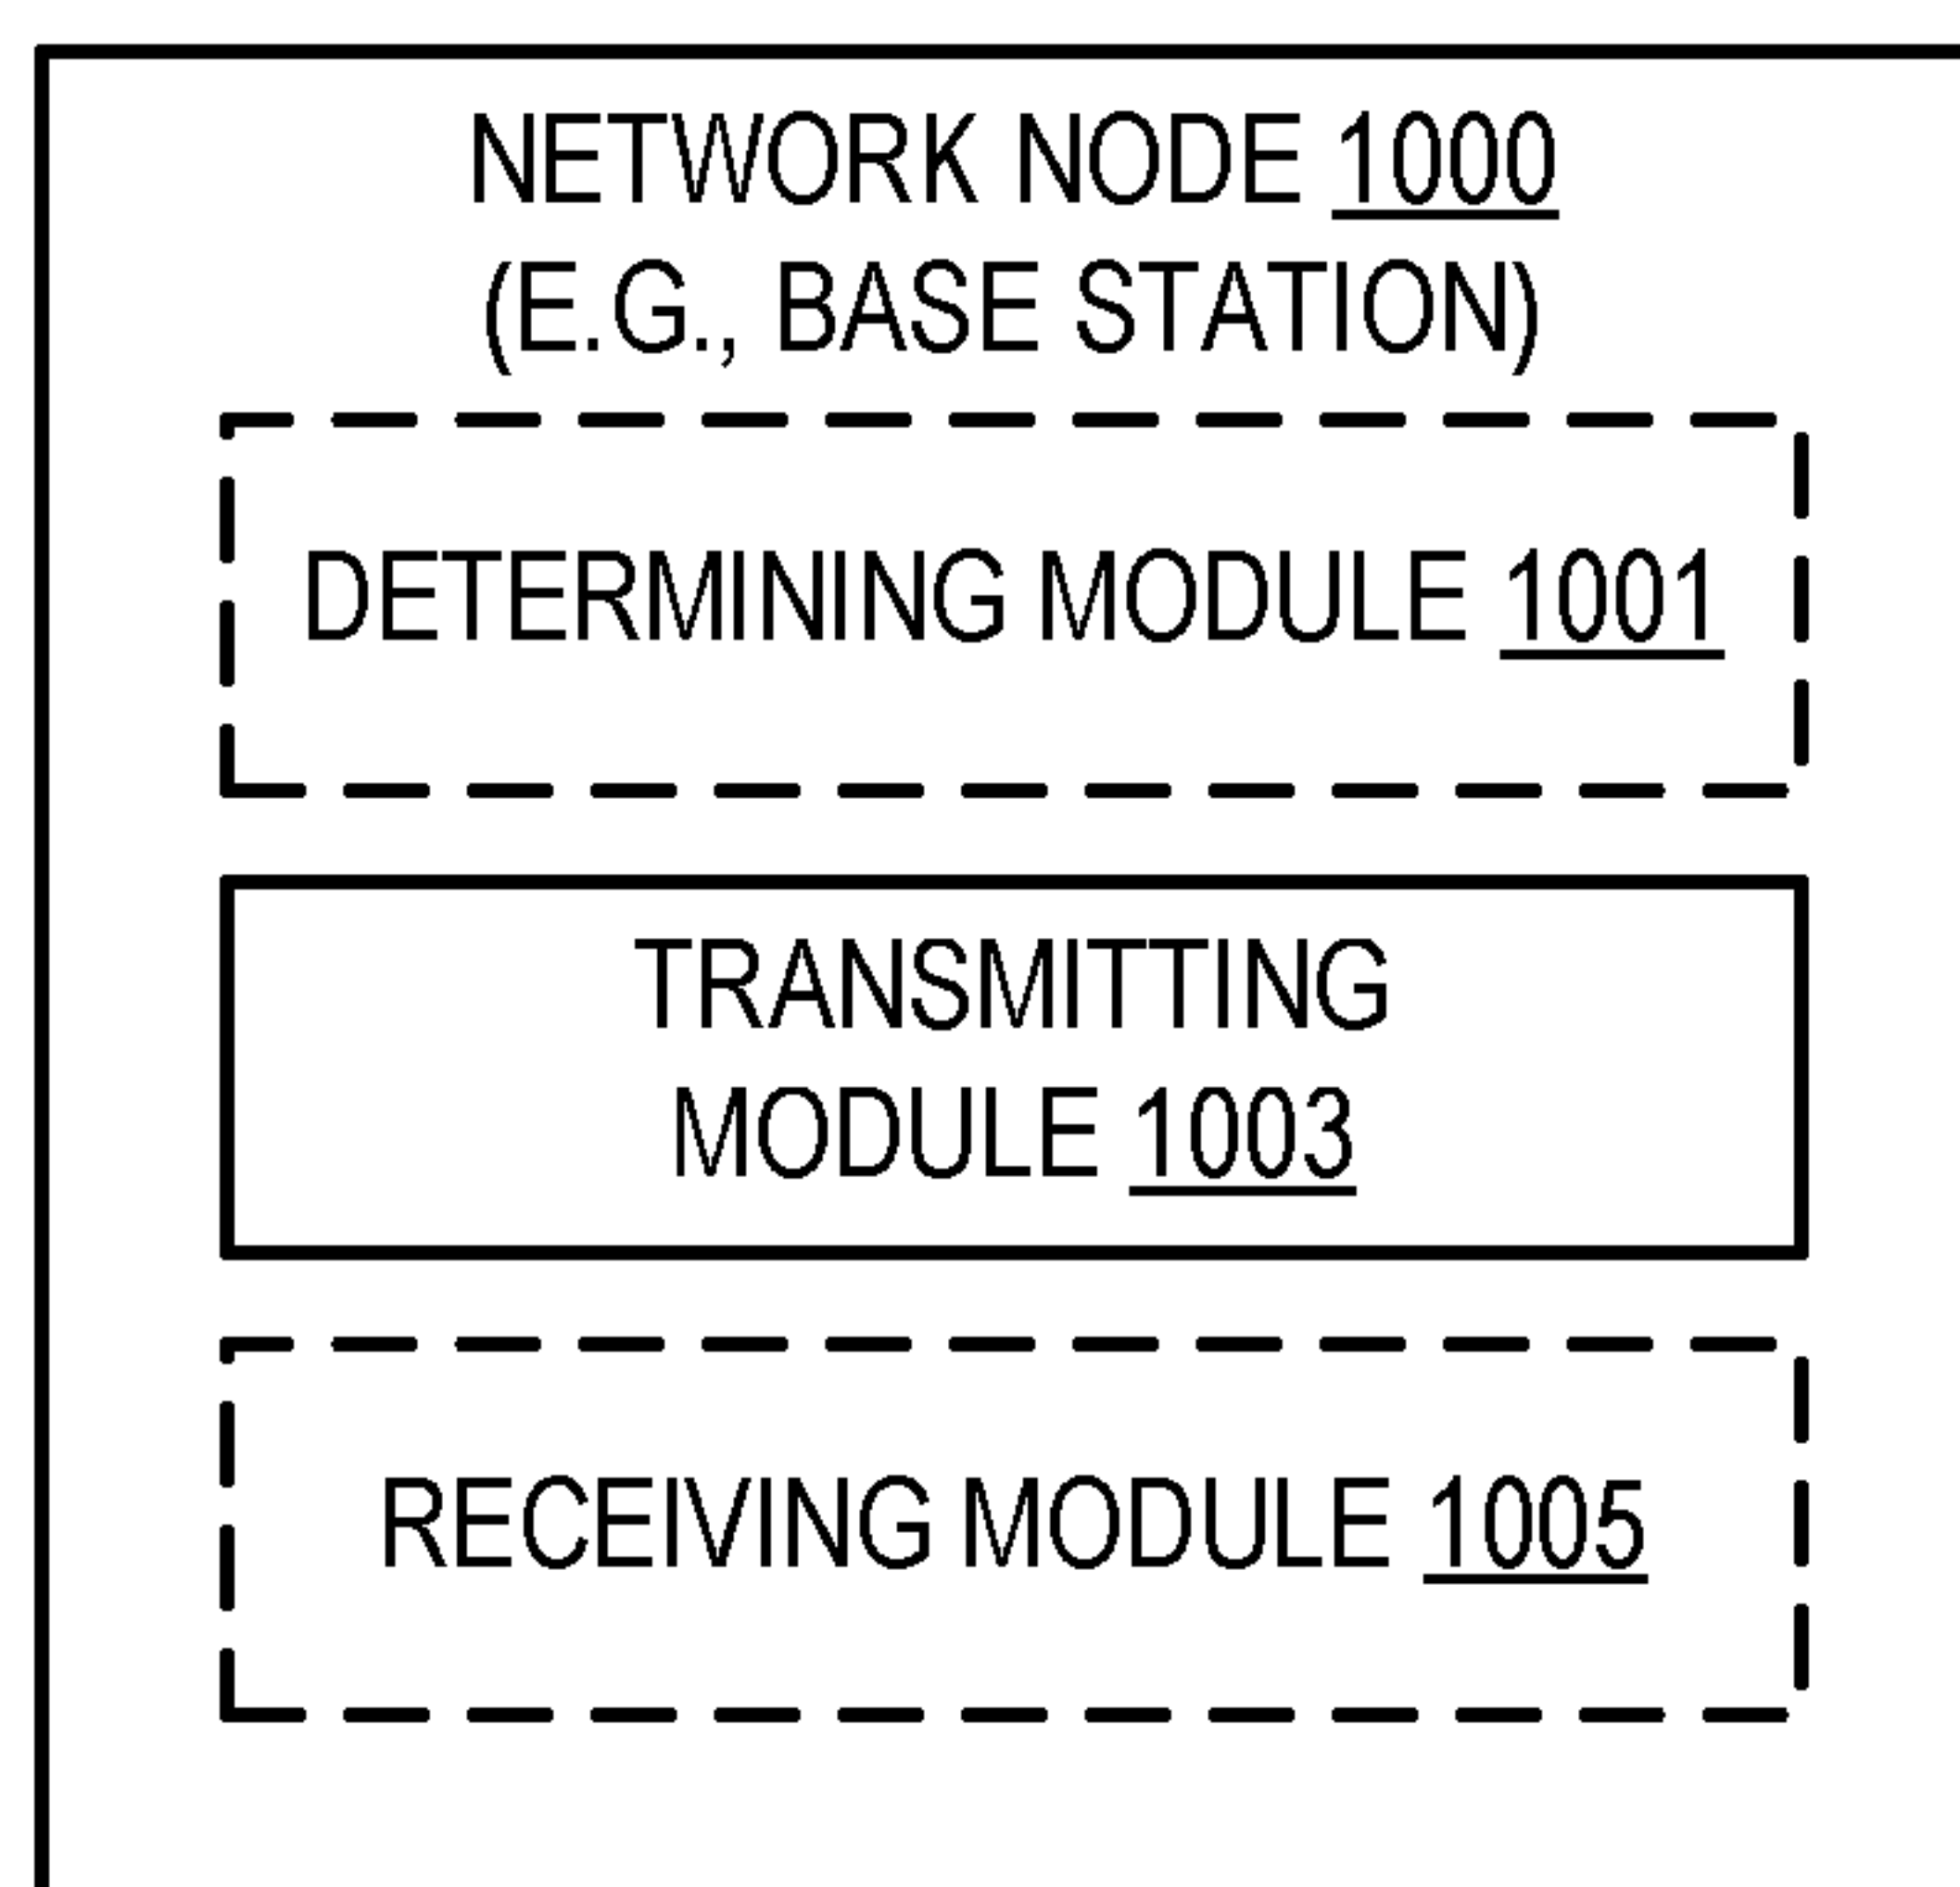 NETWORK NODE 1000
(E.G., BASE STATION)
DETERMINING MODULE 1001
TRANSMITTING
MODULE 1003
RECEIVING MODULE 1005